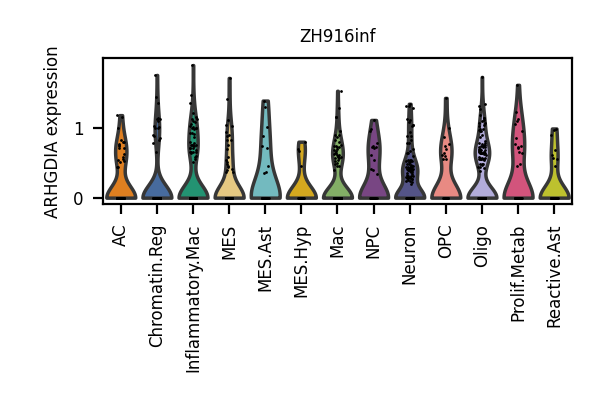 ZH916inf
ARHGDIA expression
1
0
AC
Chromatin.Reg
Inflammatory.Mac
MES
MES.Ast
MES.Hyp
Mac
NPC
Neuron
OPC
Oligo
Prolif.Metab
Reactive.Ast